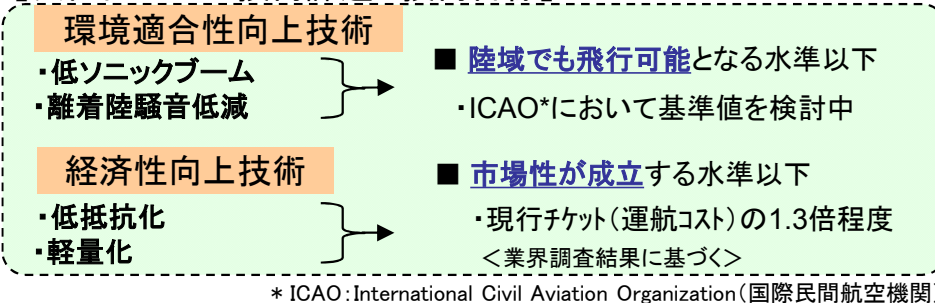 環境適合性向上技術
・低ソニックブーム
・離着陸騒音低減
■ 陸域でも飛行可能となる水準以下
・ICAO*において基準値を検討中
経済性向上技術
・低抵抗化
・軽量化
■ 市場性が成立する水準以下
・現行チケット(運航コスト)の1.3倍程度
<業界調査結果に基づく>
* ICAO:International Civil Aviation Organization(国際民間航空機関)